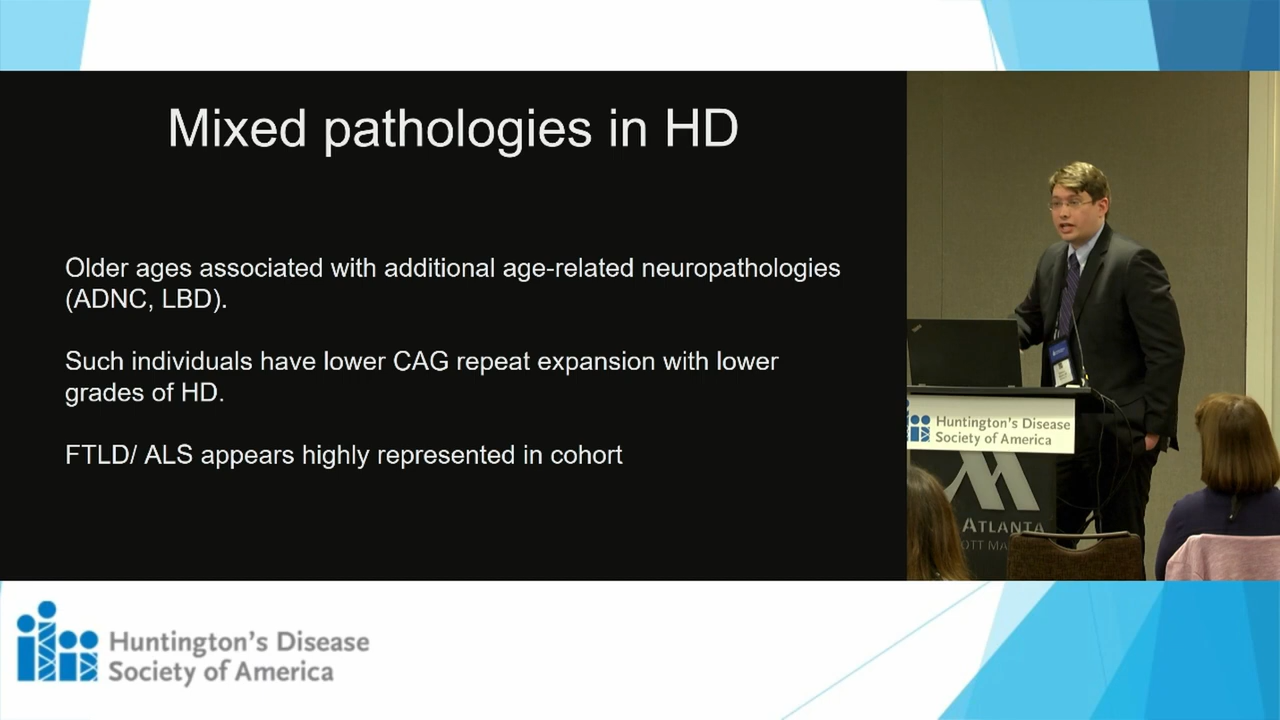 Mixed pathologies in HD
Older ages associated with additional age-related neuropathologies
(ADNC, LBD).
Such individuals have lower CAG repeat expansion with lower
grades of HD.
FTLD/ ALS appears highly represented in cohort
Huntington's Disease
Society of America
ATLANTA
Huntington's Disease
Society of America